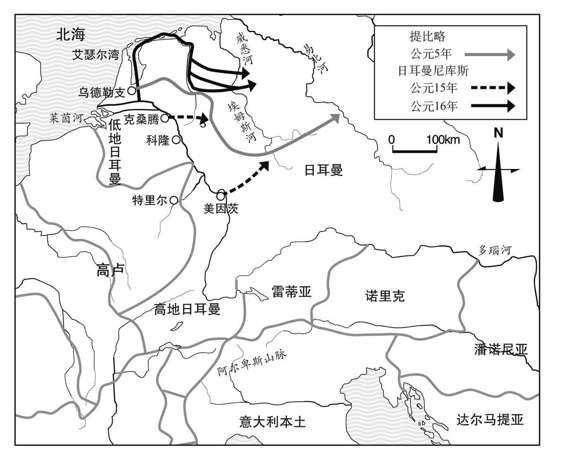 北海
艾瑟尔湾
威悉河
易北河
提比略
公元5年
日耳曼尼库斯
公元15年
公元16年
乌德勒支
莱茵河
克桑腾
埃姆斯河
低地日耳曼
科隆
0 100km
N
日耳曼
特里尔
美因茨
多瑙河
高卢
雷蒂亚
诺里克
高地日耳曼
潘诺尼亚
阿尔卑斯山脉
意大利本土
达尔马提亚